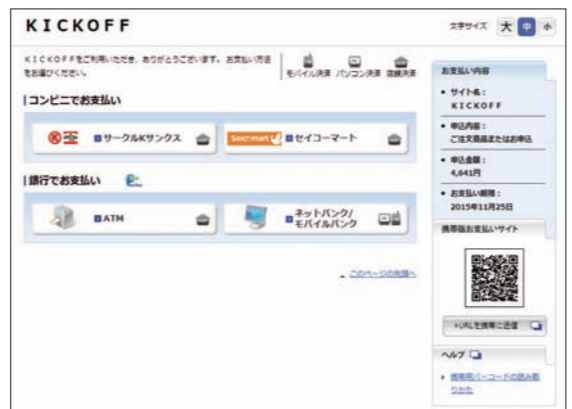 KICKOFF
文字サイズ 大 中 小
KICKOFFをご利用いただき、ありがとうございます。お支払い方法
をお選びください。
モバイル決済 パソコン決済 店頭決済
コンビニでお支払い
サークルKサンクス
Seicomart セイコーマート
銀行でお支払い
ATM
ネットバンク/
モバイルバンク
このページの先頭へ
お支払い内容
サイト名：
KICKOFF
申込内容：
ご注文商品またはお申込
申込金額：
4,641円
お支払い期限：
2015年11月25日
携帯版お支払いサイト
URLを携帯に送信
ヘルプ
携帯用バーコードの読み取
りかた